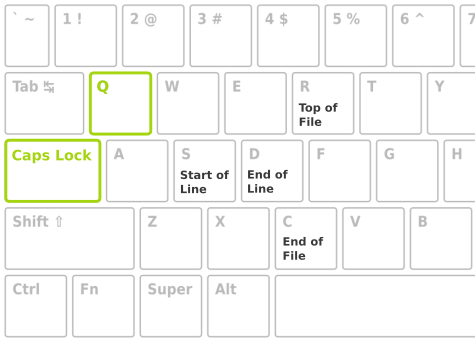 ` ~ 1 ! 2 @ 3 # 4 $ 5 % 6 ^ 7
Tab ↹ Q W E R T Y
Top of
File
Caps Lock A S D F G H
Start of End of
Line Line
Shift ⇧ Z X C V B
End of
File
Ctrl Fn Super Alt